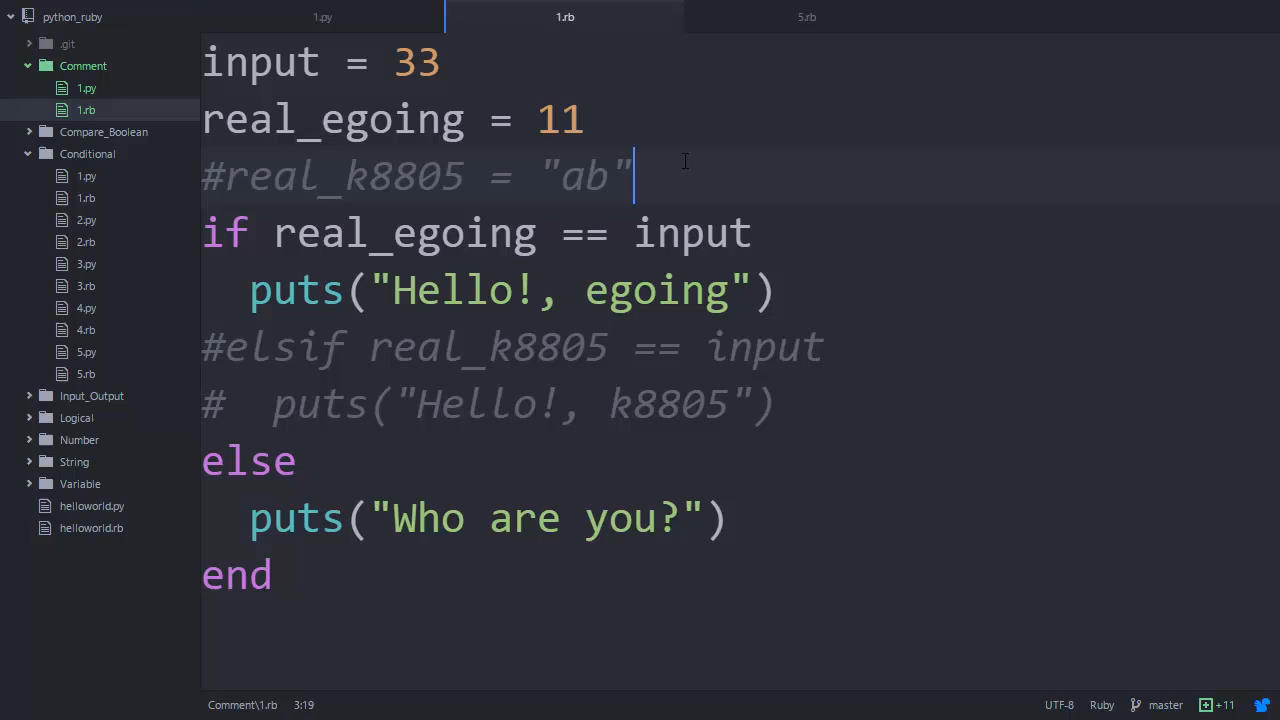 python_ruby
1.py
1.rb
5.rb
.git
Comment
1.py
1.rb
Compare_Boolean
Conditional
1.py
1.rb
2.py
2.rb
3.py
3.rb
4.py
4.rb
5.py
5.rb
Input_Output
Logical
Number
String
Variable
helloworld.py
helloworld.rb
input = 33
real_egoing = 11
#real_k8805 = "ab"
if real_egoing == input
  puts("Hello!, egoing")
#elsif real_k8805 == input
#  puts("Hello!, k8805")
else
  puts("Who are you?")
end
Comment\1.rb 3:19
UTF-8 Ruby master +11